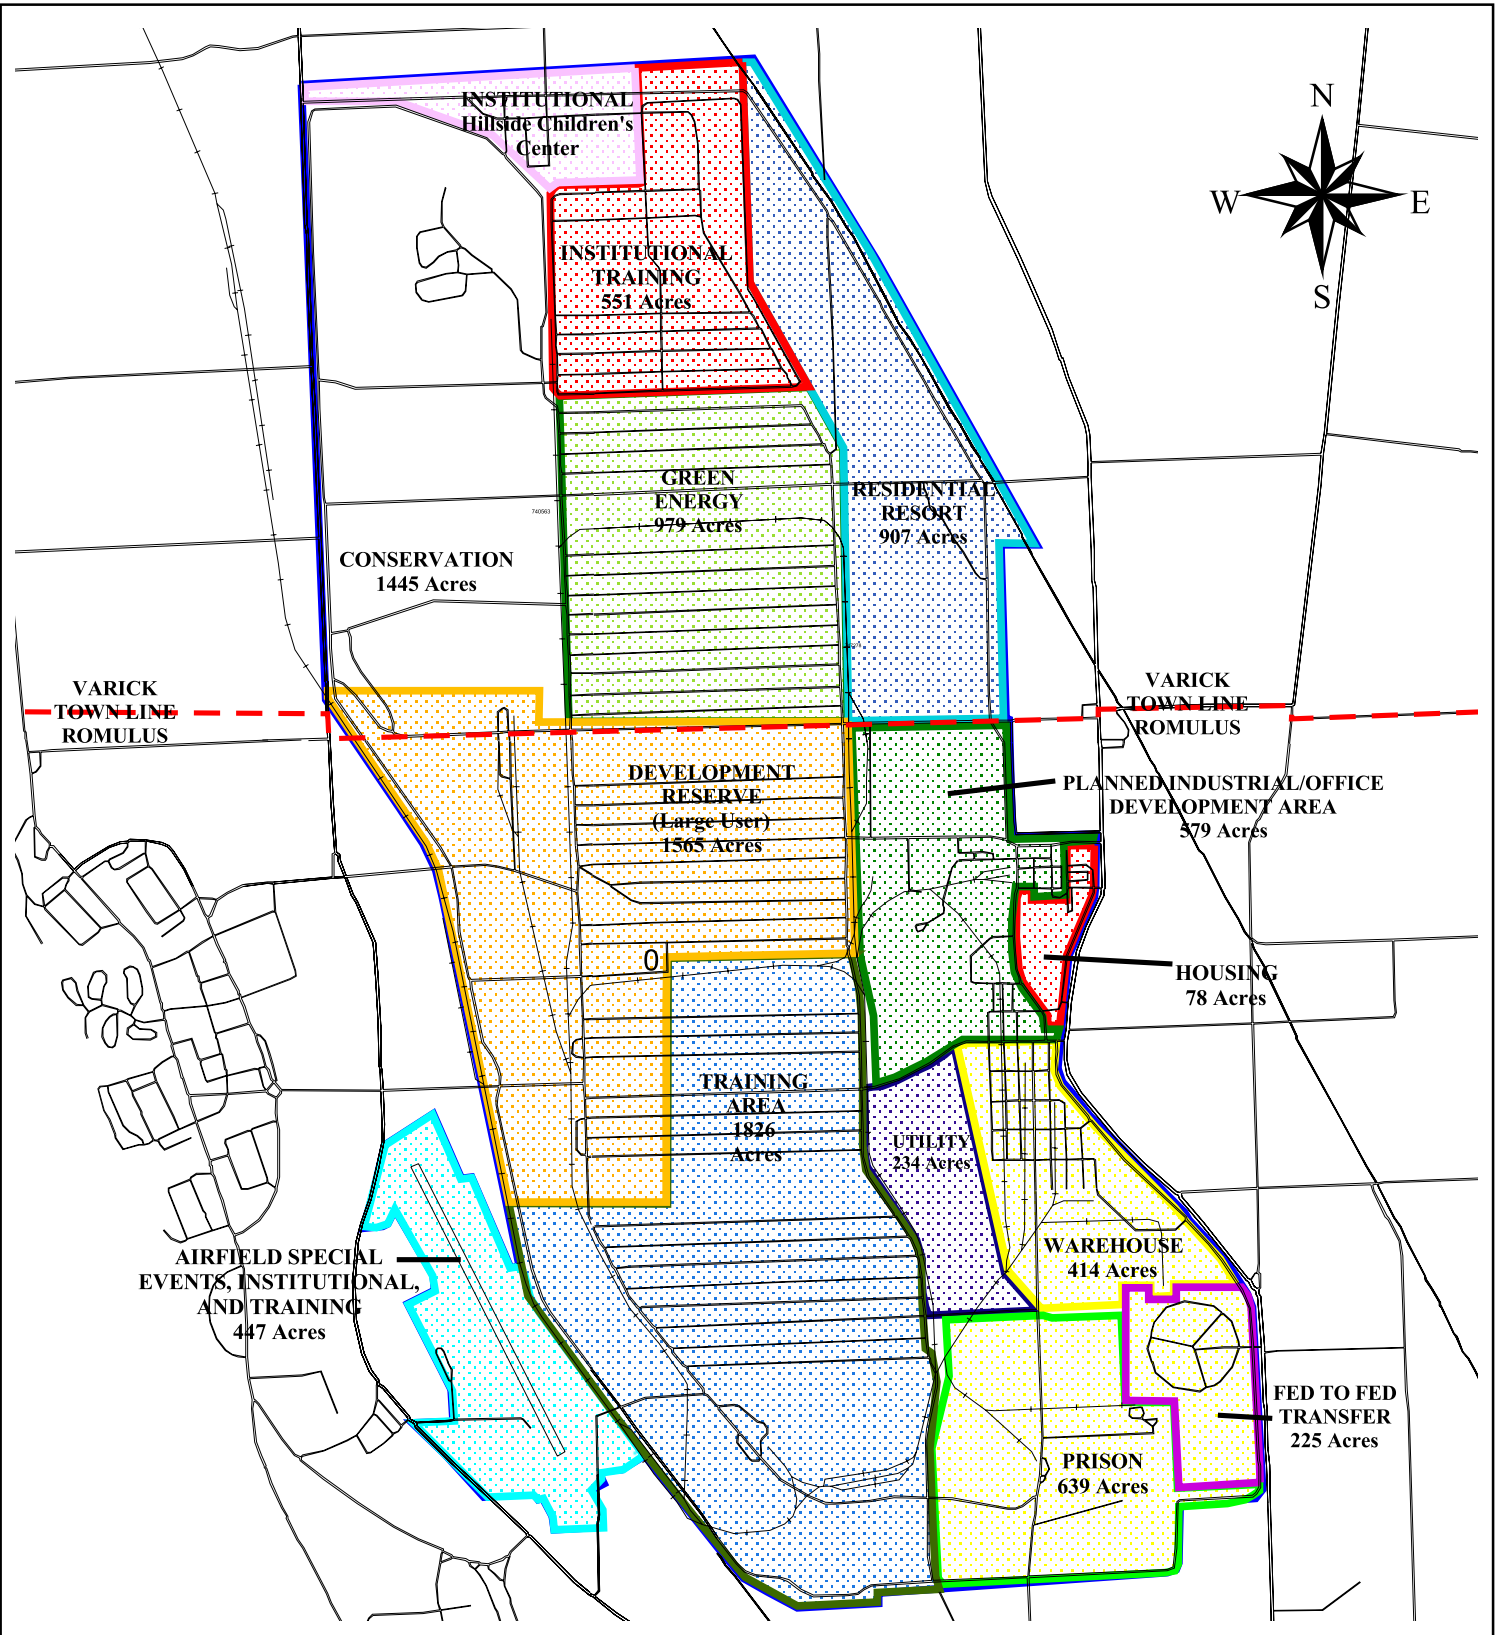 N
W
E
S
INSTITUTIONAL
Hillside Children's
Center
INSTITUTIONAL
TRAINING
551 Acres
GREEN
ENERGY
979 Acres
RESIDENTIAL
RESORT
907 Acres
740563
CONSERVATION
1445 Acres
VARICK
TOWN LINE
ROMULUS
VARICK
TOWN LINE
ROMULUS
DEVELOPMENT
RESERVE
(Large User)
1565 Acres
PLANNED INDUSTRIAL/OFFICE
DEVELOPMENT AREA
579 Acres
0
HOUSING
78 Acres
TRAINING
AREA
1826
Acres
UTILITY
234 Acres
WAREHOUSE
414 Acres
AIRFIELD SPECIAL
EVENTS, INSTITUTIONAL,
AND TRAINING
447 Acres
FED TO FED
TRANSFER
225 Acres
PRISON
639 Acres